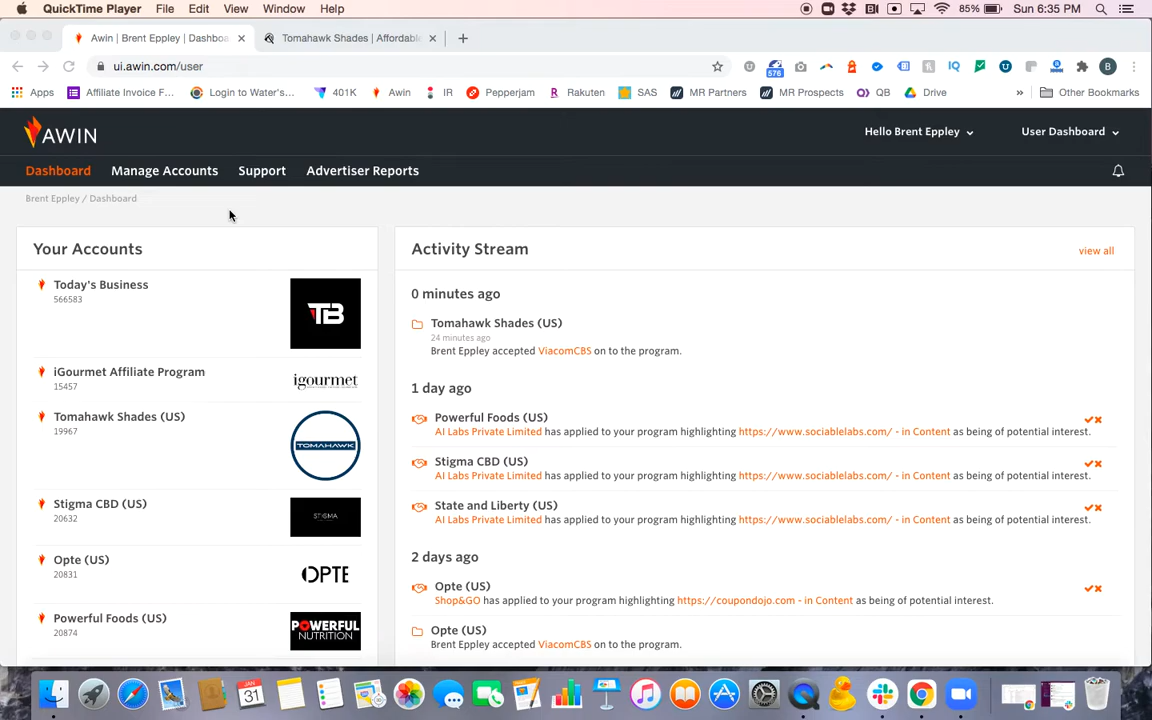 QuickTime Player File Edit View Window Help 85% Sun 6:35 PM
Awin | Brent Eppley | Dashboa
Tomahawk Shades | Affordabl
ui.awin.com/user
576
B
Apps Affiliate Invoice F... Login to Water's... 401K Awin IR Pepperjam Rakuten SAS MR Partners MR Prospects QB Drive » Other Bookmarks
AWIN
Hello Brent Eppley
User Dashboard
Dashboard Manage Accounts Support Advertiser Reports
Brent Eppley / Dashboard
Your Accounts
Today's Business
566583
TB
iGourmet Affiliate Program
15457
igourmet
Tomahawk Shades (US)
19967
TOMAHAWK
Stigma CBD (US)
20632
STIGMA
Opte (US)
20831
OPTE
Powerful Foods (US)
20874
POWERFUL
NUTRITION
Activity Stream
view all
0 minutes ago
Tomahawk Shades (US)
24 minutes ago
Brent Eppley accepted ViacomCBS on to the program.
1 day ago
Powerful Foods (US)
AI Labs Private Limited has applied to your program highlighting https://www.sociablelabs.com/ - in Content as being of potential interest.
Stigma CBD (US)
AI Labs Private Limited has applied to your program highlighting https://www.sociablelabs.com/ - in Content as being of potential interest.
State and Liberty (US)
AI Labs Private Limited has applied to your program highlighting https://www.sociablelabs.com/ - in Content as being of potential interest.
2 days ago
Opte (US)
Shop&GO has applied to your program highlighting https://coupondojo.com - in Content as being of potential interest.
Opte (US)
Brent Eppley accepted ViacomCBS on to the program.
JAN
31